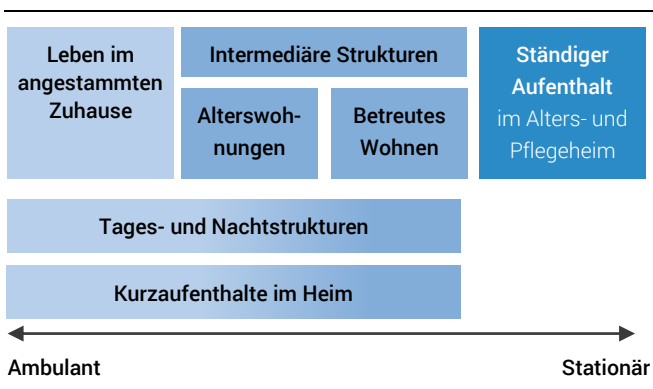 Leben im
angestammten
Zuhause
Intermediäre Strukturen
Alterswoh-
nungen
Betreutes
Wohnen
Ständiger
Aufenthalt
im Alters- und
Pflegeheim
Tages- und Nachtstrukturen
Kurzaufenthalte im Heim
Ambulant
Stationär